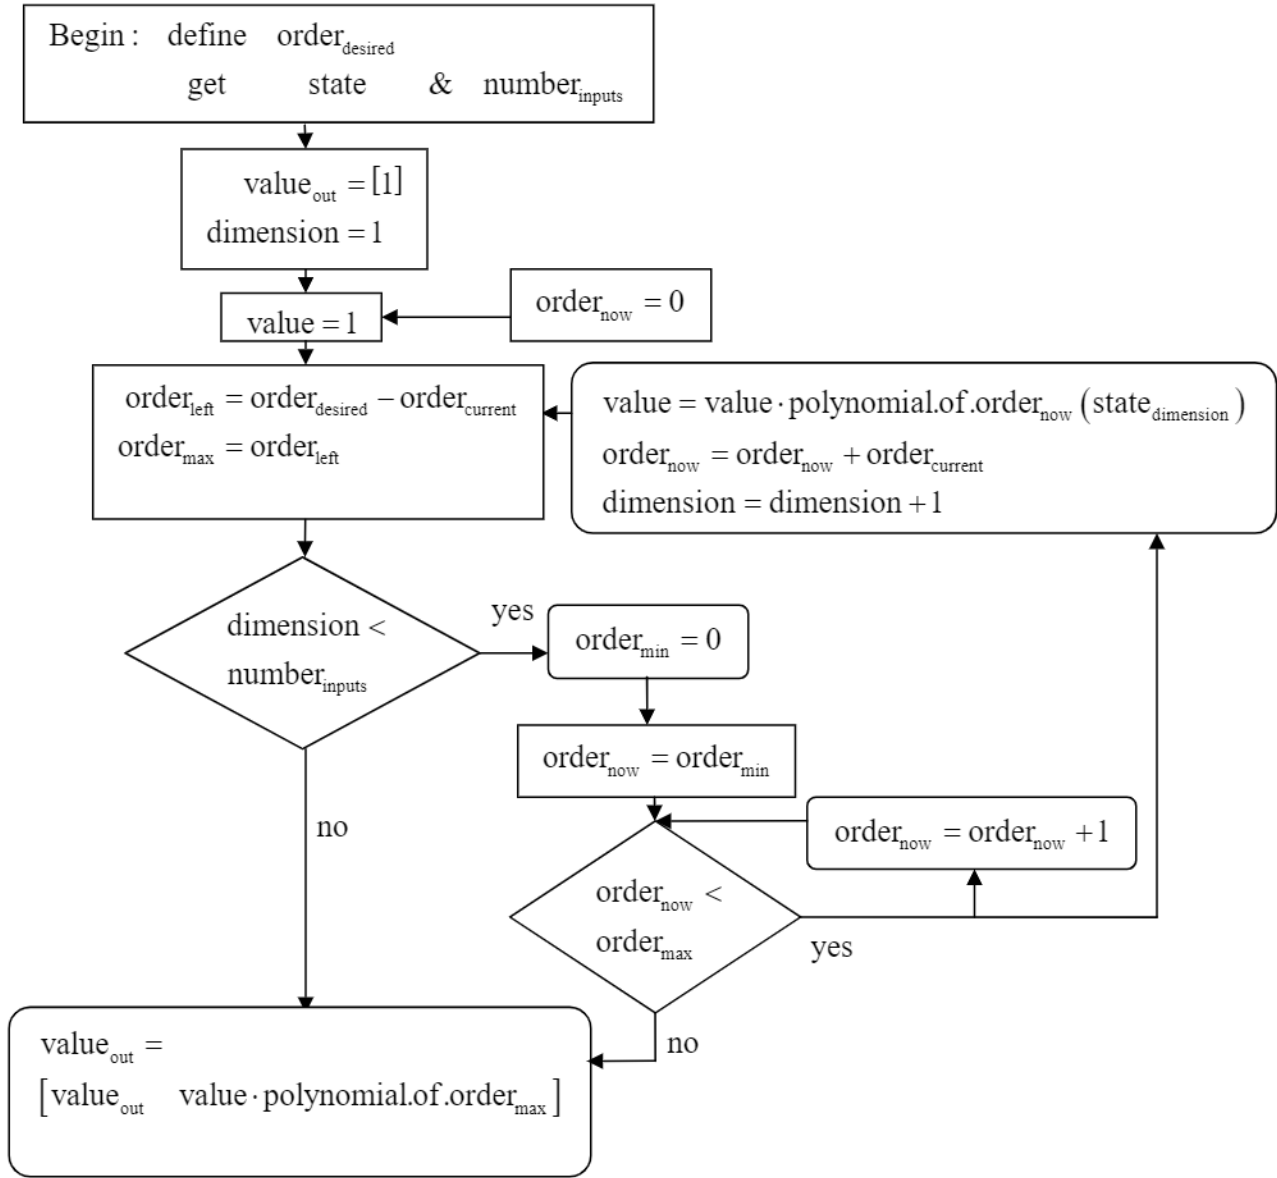 Begin : define order_desired
get state & number_inputs
value_out = [1]
dimension = 1
value = 1
order_now = 0
order_left = order_desired − order_current
order_max = order_left
value = value · polynomial.of.order_now (state_dimension)
order_now = order_now + order_current
dimension = dimension + 1
dimension <
number_inputs
yes
order_min = 0
order_now = order_min
no
order_now = order_now + 1
order_now <
order_max
yes
no
value_out =
[value_out value · polynomial.of.order_max]